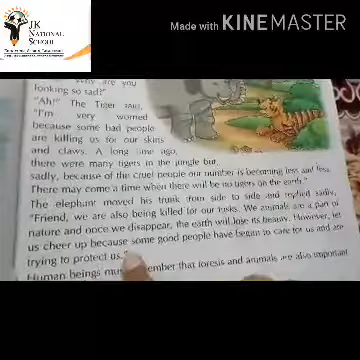 JK
NATIONAL
SCHOOL
Made with KINEMASTER
Why are you
looking so sad?"
"Ah!" The Tiger said,
"I'm very worried
because some bad people
are killing us for our skins
and claws. A long time ago,
there were many tigers in the jungle but,
sadly, because of the cruel people our number is becoming less and less.
There may come a time when there will be no tigers on the earth."
The elephant moved his trunk from side to side and replied sadly,
"Friend, we are also being killed for our tusks. We animals are a part of
nature and once we disappear, the earth will lose its beauty. However, let
us cheer up because some good people have begun to care for us and are
trying to protect us."
Human beings must ember that forests and animals are also important